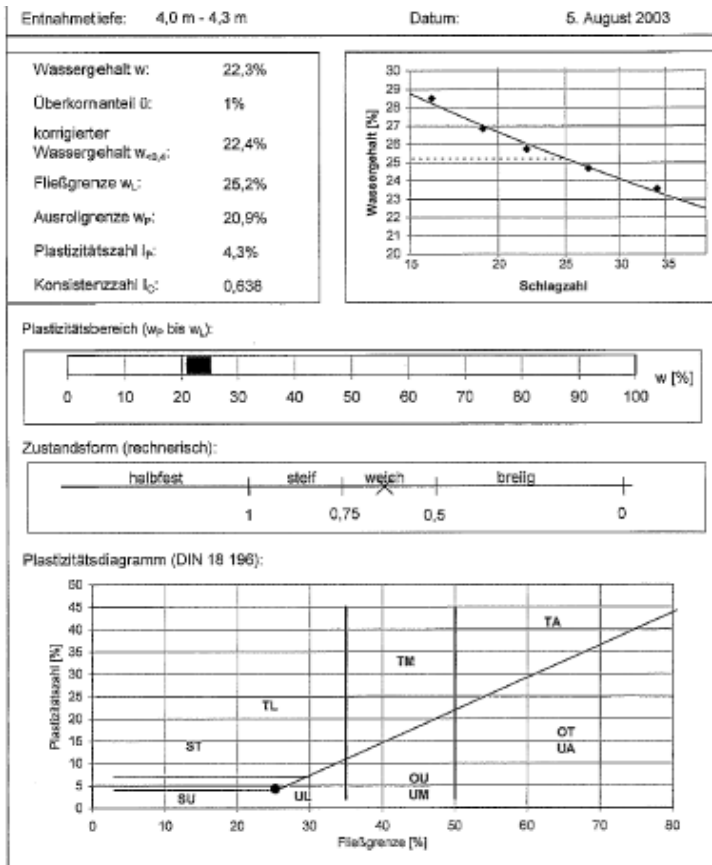 Entnahmetiefe: 4,0 m - 4,3 m Datum: 5. August 2003
Wassergehalt w: 22,3%
Überkornanteil ü: 1%
korrigierter
Wassergehalt w<0,4: 22,4%
Fließgrenze wL: 25,2%
Ausrollgrenze wP: 20,9%
Plastizitätszahl IP: 4,3%
Konsistenzzahl IC: 0,638
Wassergehalt [%]
30
29
28
27
26
25
24
23
22
21
20
15 20 25 30 35
Schlagzahl
Plastizitätsbereich (wP bis wL):
w [%]
0 10 20 30 40 50 60 70 80 90 100
Zustandsform (rechnerisch):
halbfest steif weich breiig
1 0,75 0,5 0
Plastizitätsdiagramm (DIN 18 196):
Plastizitätszahl [%]
50
45
40
35
30
25
20
15
10
5
0
TA
TM
TL
ST
OT
UA
OU
SU UL UM
0 10 20 30 40 50 60 70 80
Fließgrenze [%]